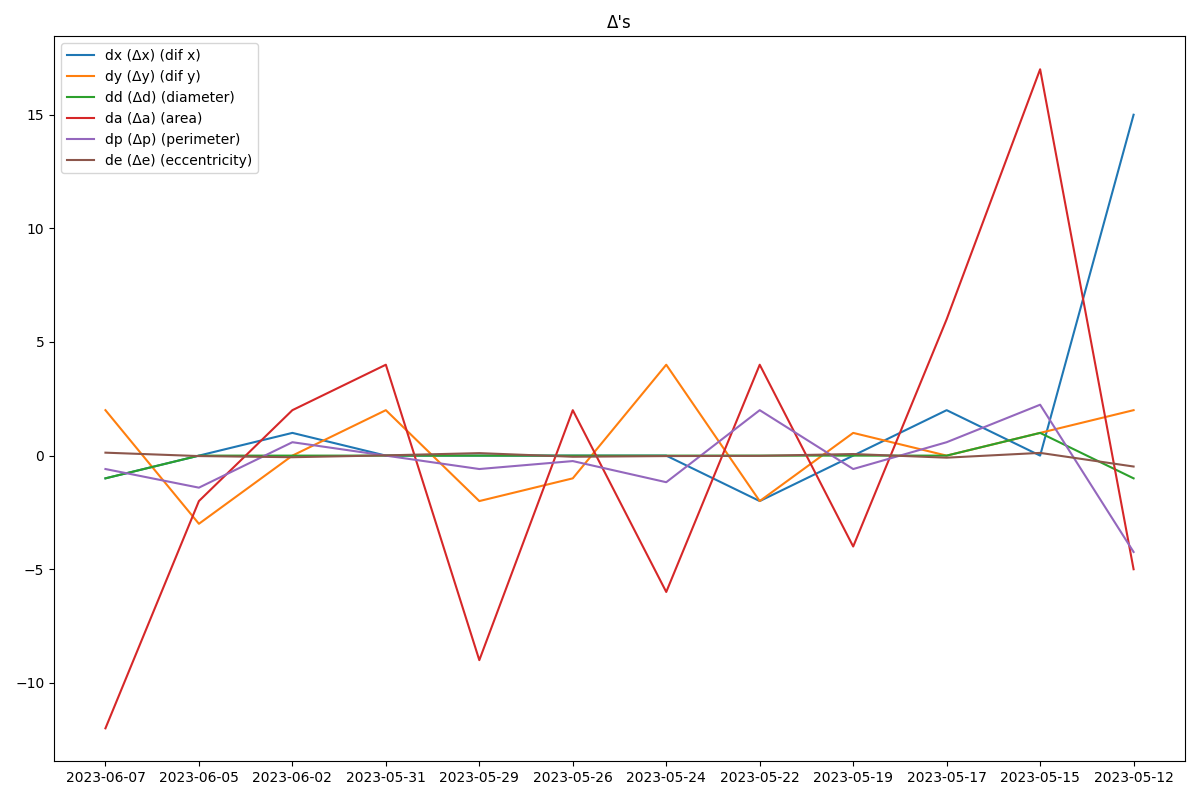 Δ's
dx (Δx) (dif x)
dy (Δy) (dif y)
dd (Δd) (diameter)
da (Δa) (area)
dp (Δp) (perimeter)
de (Δe) (eccentricity)
15
10
5
0
−5
−10
2023-06-07 2023-06-05 2023-06-02 2023-05-31 2023-05-29 2023-05-26 2023-05-24 2023-05-22 2023-05-19 2023-05-17 2023-05-15 2023-05-12